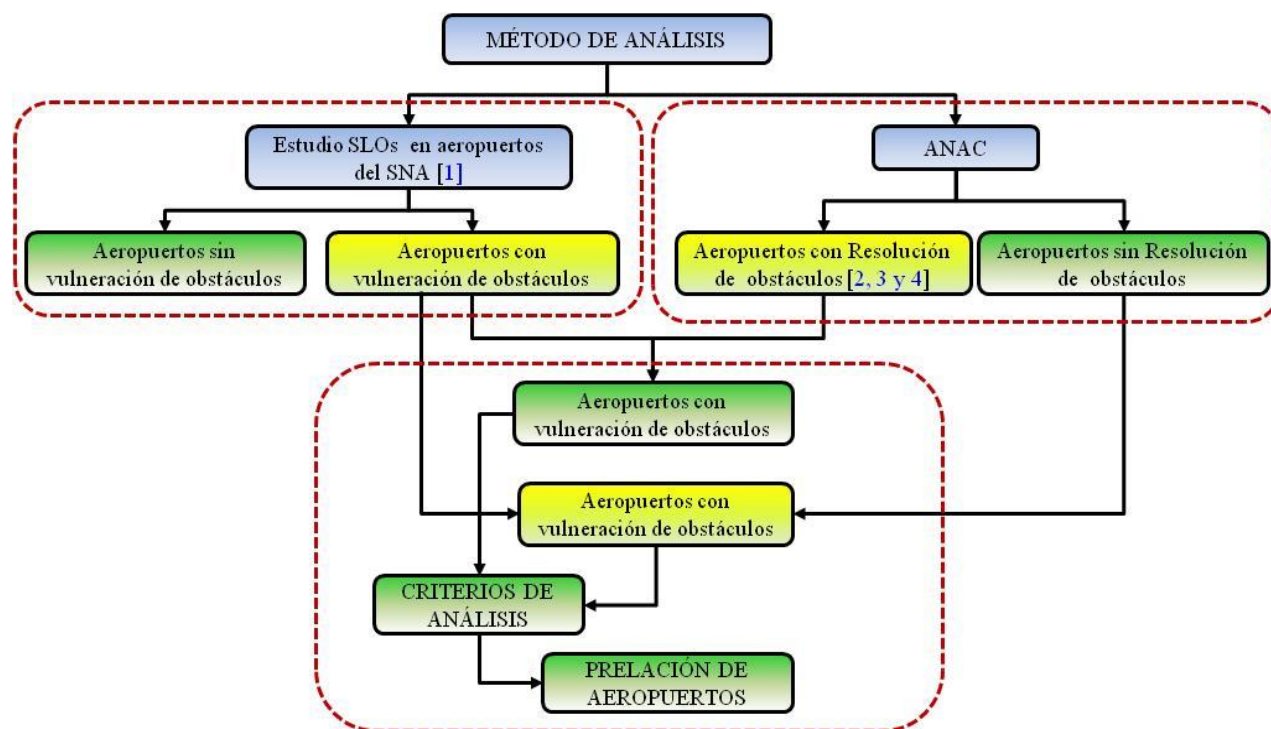 MÉTODO DE ANÁLISIS
Estudio SLOs en aeropuertos
del SNA [1]
ANAC
Aeropuertos sin
vulneración de obstáculos
Aeropuertos con
vulneración de obstáculos
Aeropuertos con Resolución
de obstáculos [2, 3 y 4]
Aeropuertos sin Resolución
de obstáculos
Aeropuertos con
vulneración de obstáculos
Aeropuertos con
vulneración de obstáculos
CRITERIOS DE
ANÁLISIS
PRELACIÓN DE
AEROPUERTOS